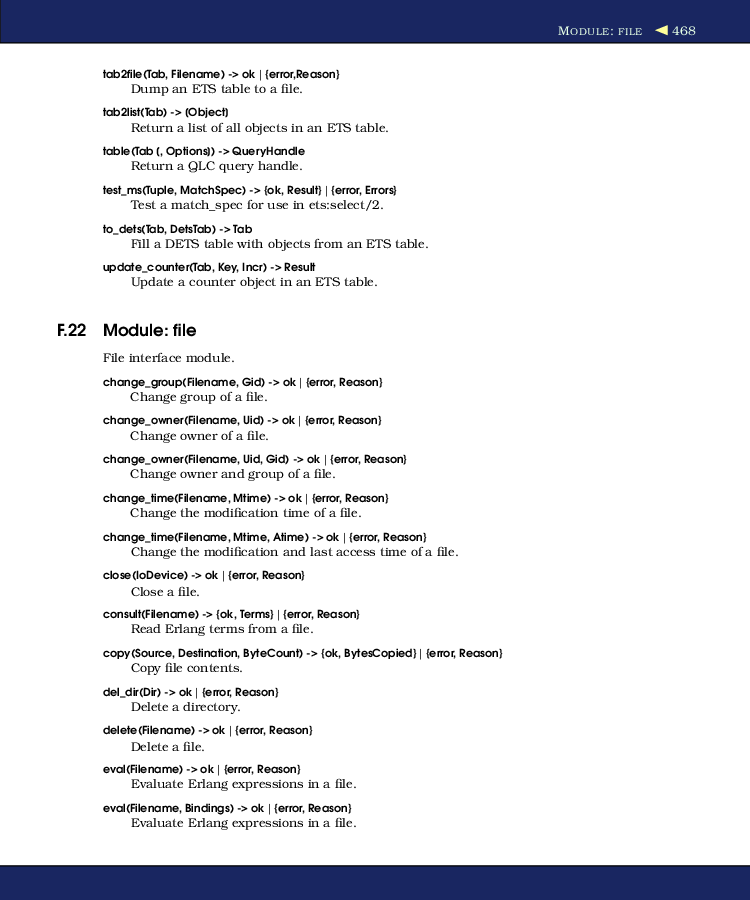 MODULE: FILE ◀ 468
tab2file(Tab, Filename) -> ok | {error,Reason}
Dump an ETS table to a file.
tab2list(Tab) -> [Object]
Return a list of all objects in an ETS table.
table(Tab [, Options]) -> QueryHandle
Return a QLC query handle.
test_ms(Tuple, MatchSpec) -> {ok, Result} | {error, Errors}
Test a match_spec for use in ets:select/2.
to_dets(Tab, DetsTab) -> Tab
Fill a DETS table with objects from an ETS table.
update_counter(Tab, Key, Incr) -> Result
Update a counter object in an ETS table.
F.22 Module: file
File interface module.
change_group(Filename, Gid) -> ok | {error, Reason}
Change group of a file.
change_owner(Filename, Uid) -> ok | {error, Reason}
Change owner of a file.
change_owner(Filename, Uid, Gid) -> ok | {error, Reason}
Change owner and group of a file.
change_time(Filename, Mtime) -> ok | {error, Reason}
Change the modification time of a file.
change_time(Filename, Mtime, Atime) -> ok | {error, Reason}
Change the modification and last access time of a file.
close(IoDevice) -> ok | {error, Reason}
Close a file.
consult(Filename) -> {ok, Terms} | {error, Reason}
Read Erlang terms from a file.
copy(Source, Destination, ByteCount) -> {ok, BytesCopied} | {error, Reason}
Copy file contents.
del_dir(Dir) -> ok | {error, Reason}
Delete a directory.
delete(Filename) -> ok | {error, Reason}
Delete a file.
eval(Filename) -> ok | {error, Reason}
Evaluate Erlang expressions in a file.
eval(Filename, Bindings) -> ok | {error, Reason}
Evaluate Erlang expressions in a file.